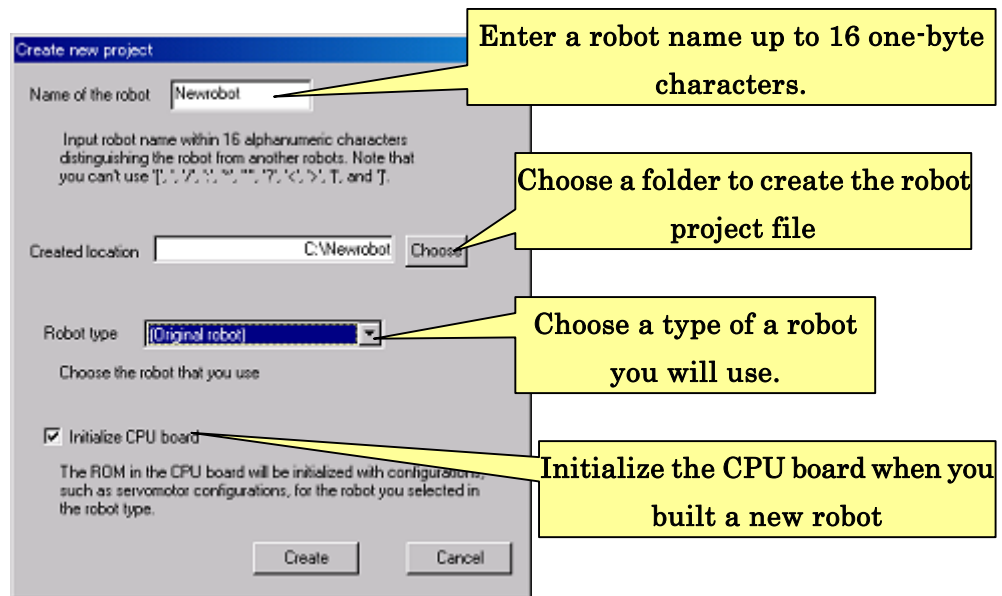 Create new project
Enter a robot name up to 16 one-byte
characters.
Name of the robot
Newrobot
Input robot name within 16 alphanumeric characters
distinguishing the robot from another robots. Note that
you can't use
and
Choose a folder to create the robot
project file
Created location
C:\Newrobot
Choose
Choose a type of a robot
you will use.
Robot type
(Original robot)
Choose the robot that you use
Initialize CPU board
Initialize the CPU board when you
built a new robot
The ROM in the CPU board will be initialized with configurations,
such as servomotor configurations, for the robot you selected in
the robot type.
Create
Cancel